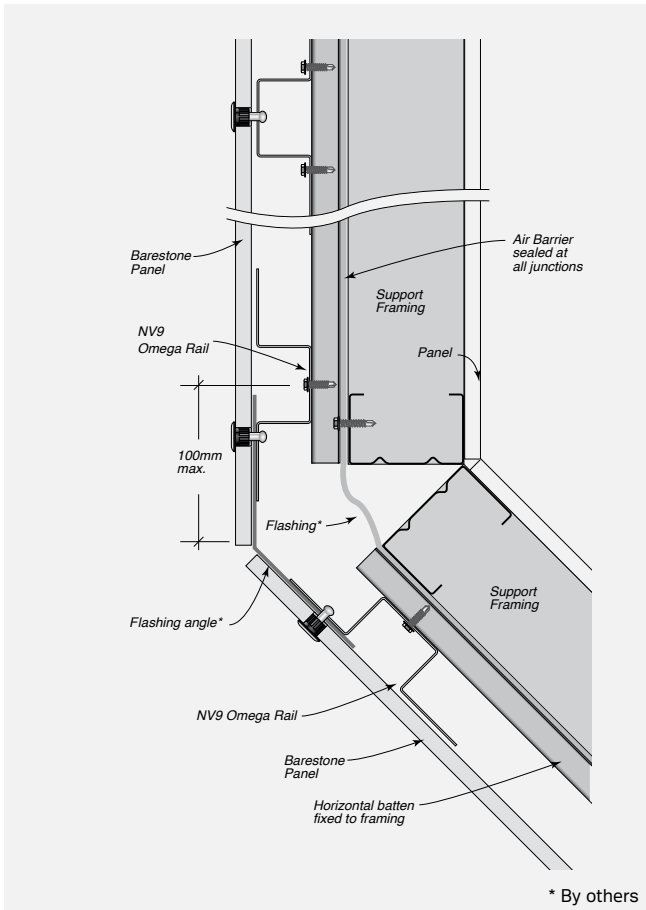 Barestone
Panel
Air Barrier
sealed at
all junctions
Support
Framing
NV9
Omega Rail
Panel
100mm
max.
Flashing*
Flashing angle*
Support
Framing
NV9 Omega Rail
Barestone
Panel
Horizontal batten
fixed to framing
* By others